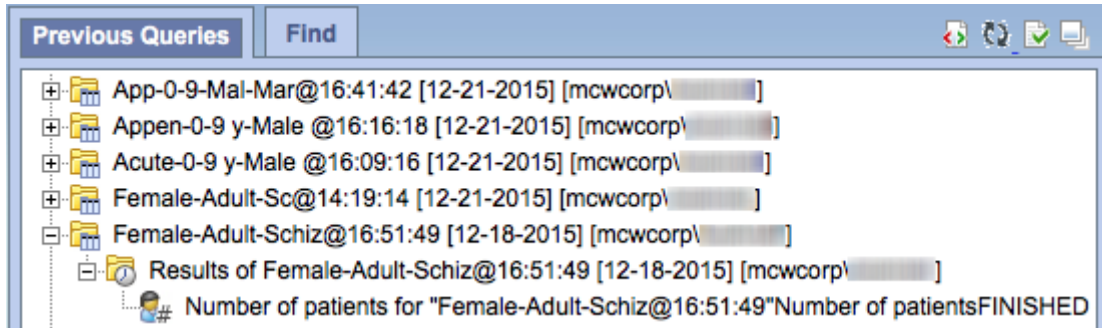 Previous Queries Find
App-0-9-Mal-Mar@16:41:42 [12-21-2015] [mcwcorp\ ]
Appen-0-9 y-Male @16:16:18 [12-21-2015] [mcwcorp\ ]
Acute-0-9 y-Male @16:09:16 [12-21-2015] [mcwcorp\ ]
Female-Adult-Sc@14:19:14 [12-21-2015] [mcwcorp\ ]
Female-Adult-Schiz@16:51:49 [12-18-2015] [mcwcorp\ ]
Results of Female-Adult-Schiz@16:51:49 [12-18-2015] [mcwcorp\ ]
Number of patients for "Female-Adult-Schiz@16:51:49"Number of patientsFINISHED